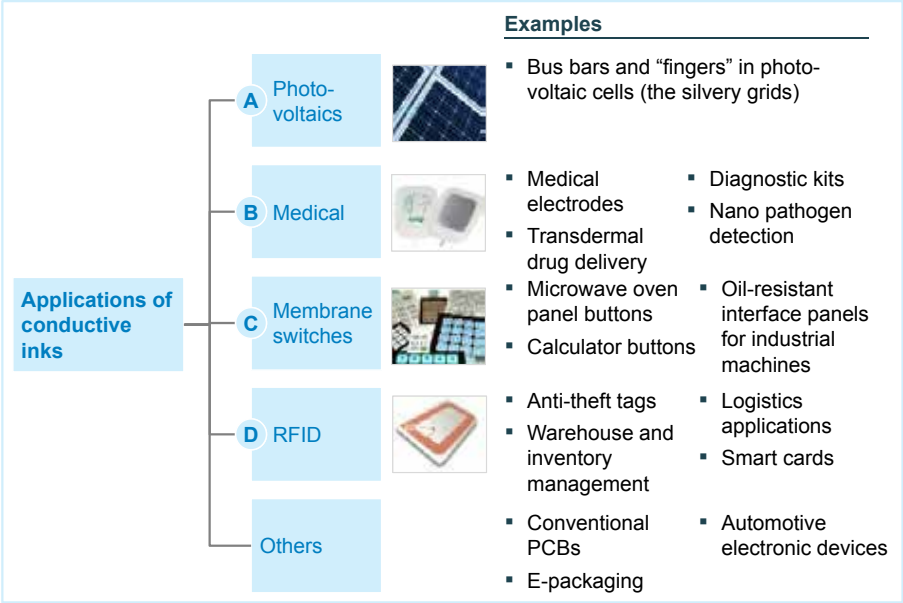 Examples
Applications of
conductive
inks
A
Photo-
voltaics
▪ Bus bars and “fingers” in photo-
voltaic cells (the silvery grids)
B
Medical
▪ Medical
electrodes
▪ Transdermal
drug delivery
▪ Diagnostic kits
▪ Nano pathogen
detection
C
Membrane
switches
▪ Microwave oven
panel buttons
▪ Calculator buttons
▪ Oil-resistant
interface panels
for industrial
machines
D
RFID
▪ Anti-theft tags
▪ Warehouse and
inventory
management
▪ Logistics
applications
▪ Smart cards
Others
▪ Conventional
PCBs
▪ E-packaging
▪ Automotive
electronic devices